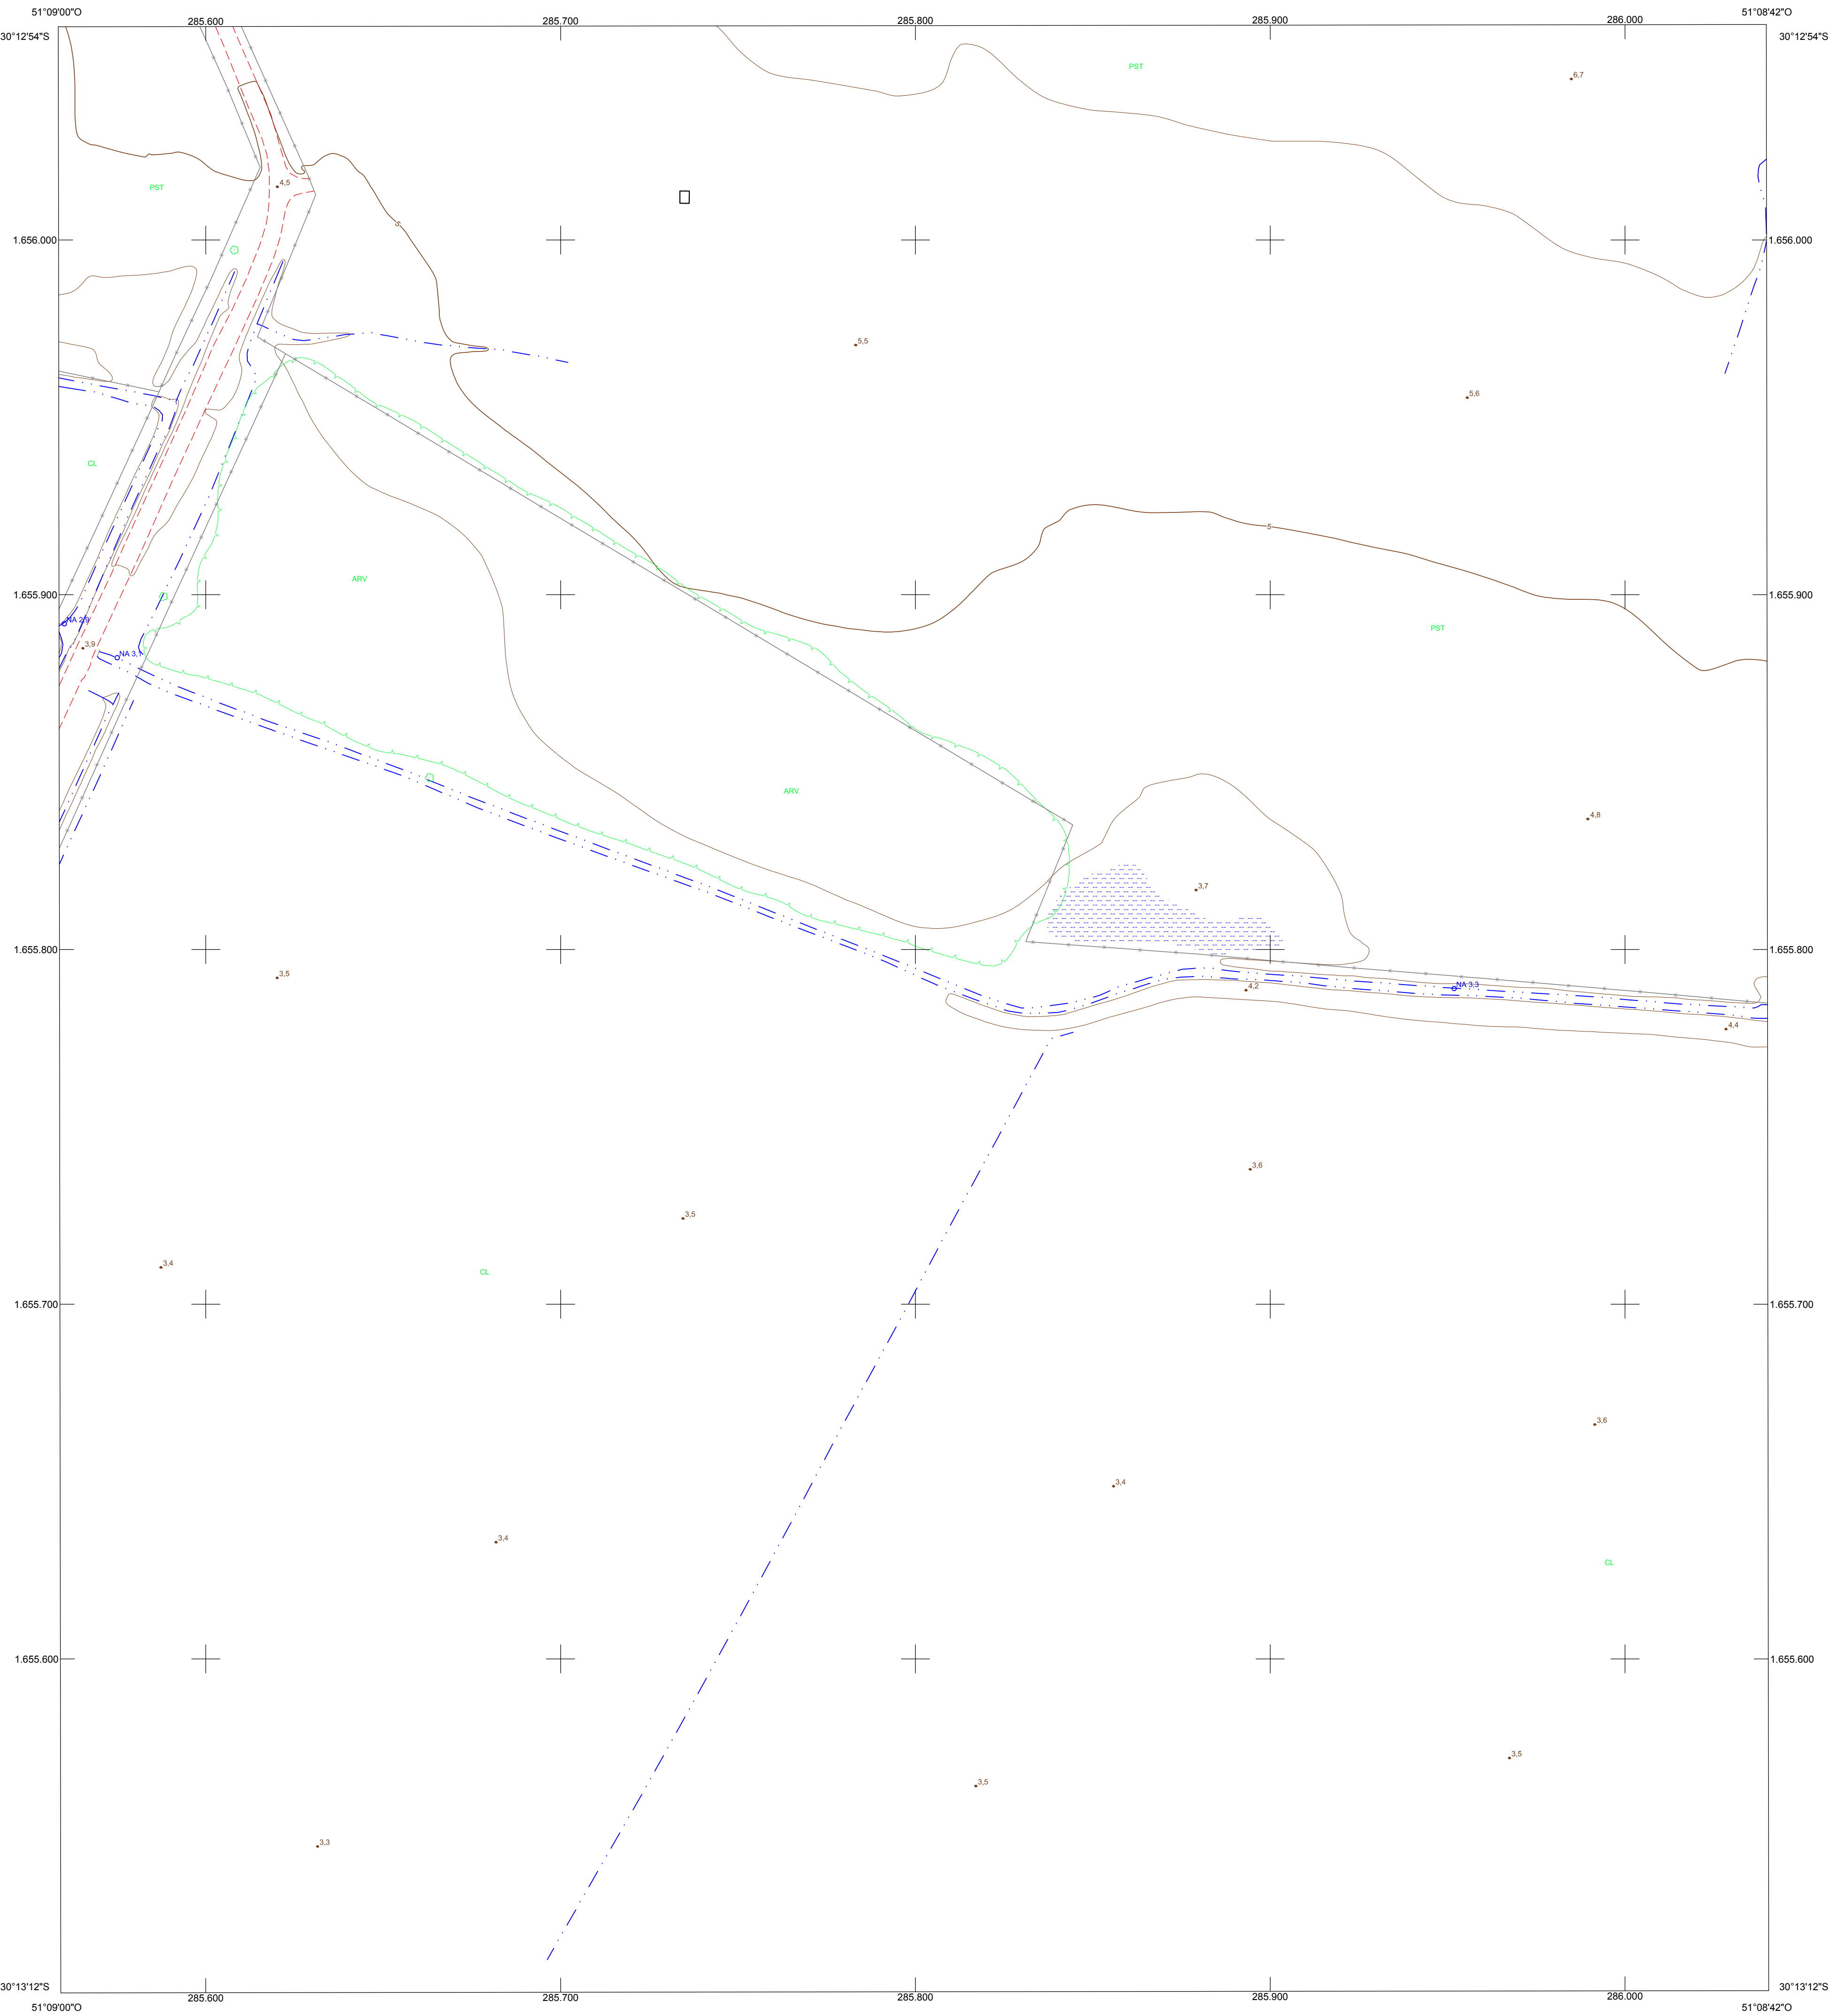 51°09'00"O
51°08'42"O
285.600
285.700
285.800
285.900
286.000
30°12'54"S
30°12'54"S
PST
6,7
PST
4,5
5
1.656.000
1.656.000
5,5
5,6
CL
5
ARV
1.655.900
1.655.900
NA 2,9
PST
3,9
NA 3,1
ARV
4,8
3,7
1.655.800
1.655.800
3,5
4,2
NA 3,3
4,4
3,6
3,5
3,4
CL
1.655.700
1.655.700
3,6
3,4
3,4
CL
1.655.600
1.655.600
3,5
3,5
3,3
30°13'12"S
30°13'12"S
285.600
285.700
285.800
285.900
286.000
51°09'00"O
51°08'42"O